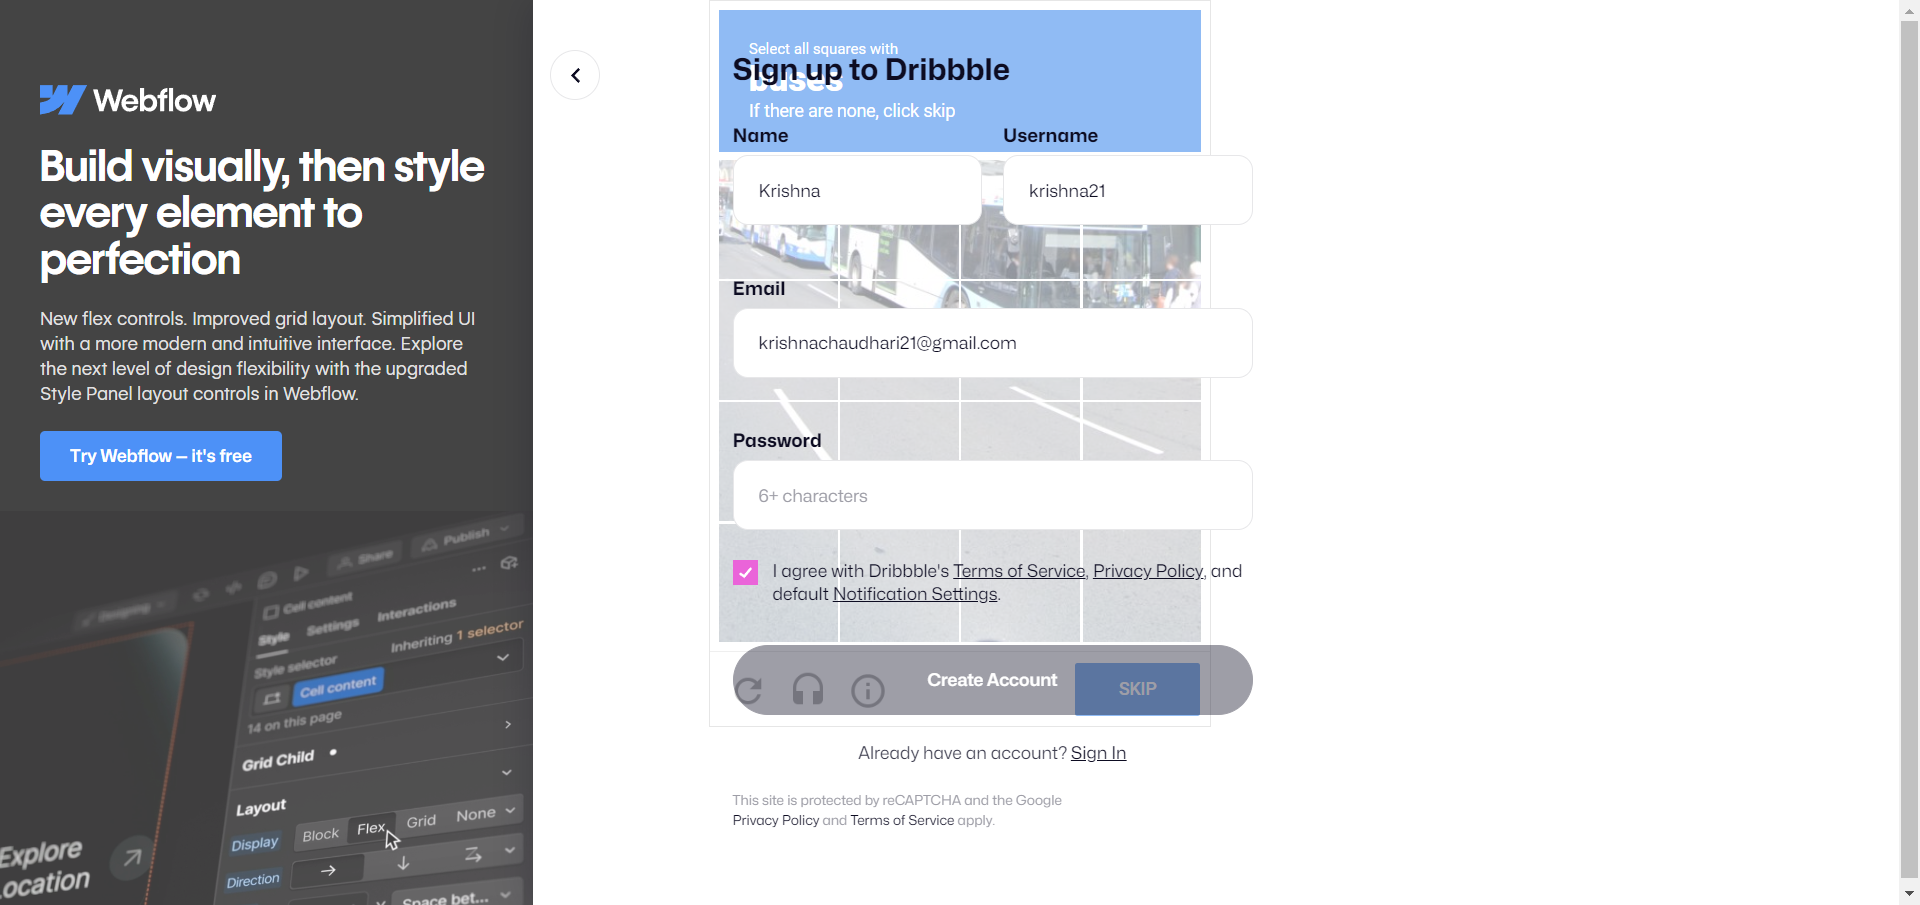 Webflow
Build visually, then style
every element to
perfection
New flex controls. Improved grid layout. Simplified UI
with a more modern and intuitive interface. Explore
the next level of design flexibility with the upgraded
Style Panel layout controls in Webflow.
Try Webflow – it's free
Designing
Share
Publish
Cell content
Style
Settings
Interactions
Style selector
Inheriting 1 selector
Cell content
14 on this page
Grid Child
Layout
Display
Block
Flex
Grid
None
Direction
Space bet...
Explore
Location
Select all squares with
buses
If there are none, click skip
Sign up to Dribbble
Name
Username
Krishna
krishna21
Email
krishnachaudhari21@gmail.com
Password
6+ characters
I agree with Dribbble's Terms of Service, Privacy Policy, and
default Notification Settings.
Create Account
SKIP
Already have an account? Sign In
This site is protected by reCAPTCHA and the Google
Privacy Policy and Terms of Service apply.